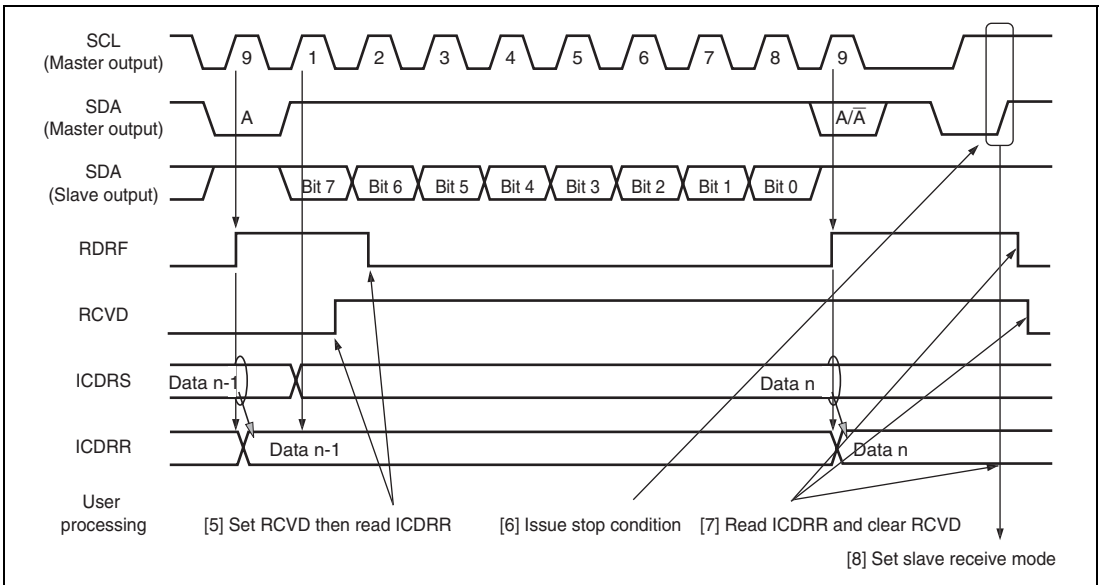 SCL
(Master output)
9 1 2 3 4 5 6 7 8 9
SDA
(Master output)
A A/A̅
SDA
(Slave output)
Bit 7 Bit 6 Bit 5 Bit 4 Bit 3 Bit 2 Bit 1 Bit 0
RDRF
RCVD
ICDRS
Data n-1 Data n
ICDRR
Data n-1 Data n
User
processing
[5] Set RCVD then read ICDRR [6] Issue stop condition [7] Read ICDRR and clear RCVD
[8] Set slave receive mode